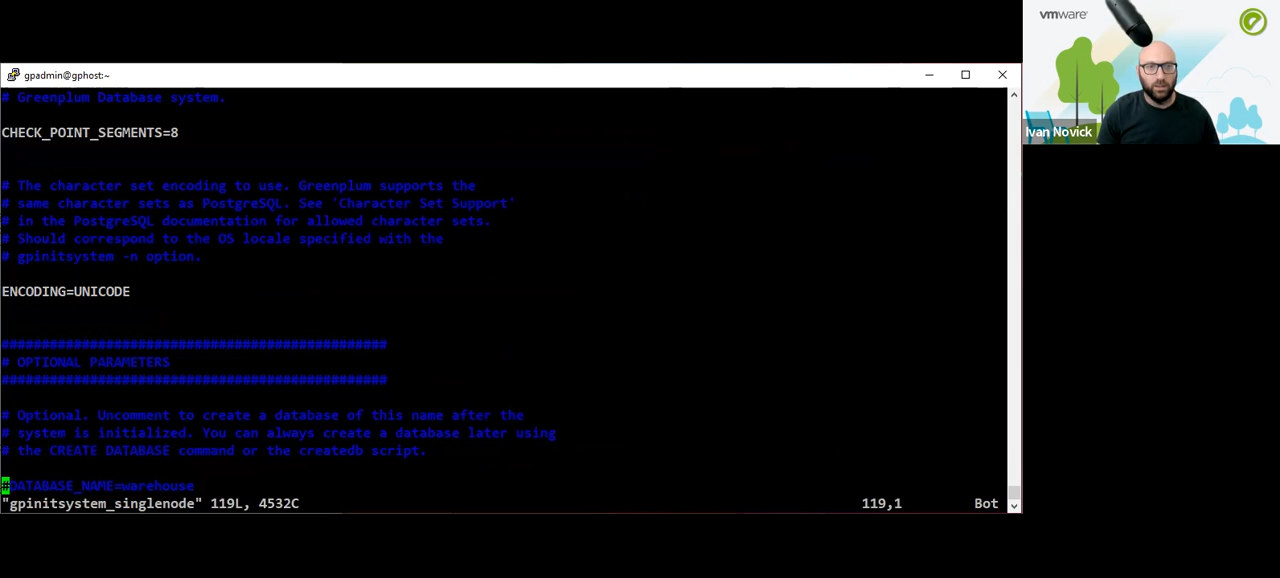 gpadmin@gphost:~
# Greenplum Database system.
CHECK_POINT_SEGMENTS=8
# The character set encoding to use. Greenplum supports the
# same character sets as PostgreSQL. See 'Character Set Support'
# in the PostgreSQL documentation for allowed character sets.
# Should correspond to the OS locale specified with the
# gpinitsystem -n option.
ENCODING=UNICODE
################################################
# OPTIONAL PARAMETERS
################################################
# Optional. Uncomment to create a database of this name after the
# system is initialized. You can always create a database later using
# the CREATE DATABASE command or the createdb script.
#DATABASE_NAME=warehouse
"gpinitsystem_singlenode" 119L, 4532C 119,1 Bot
vmware
Ivan Novick